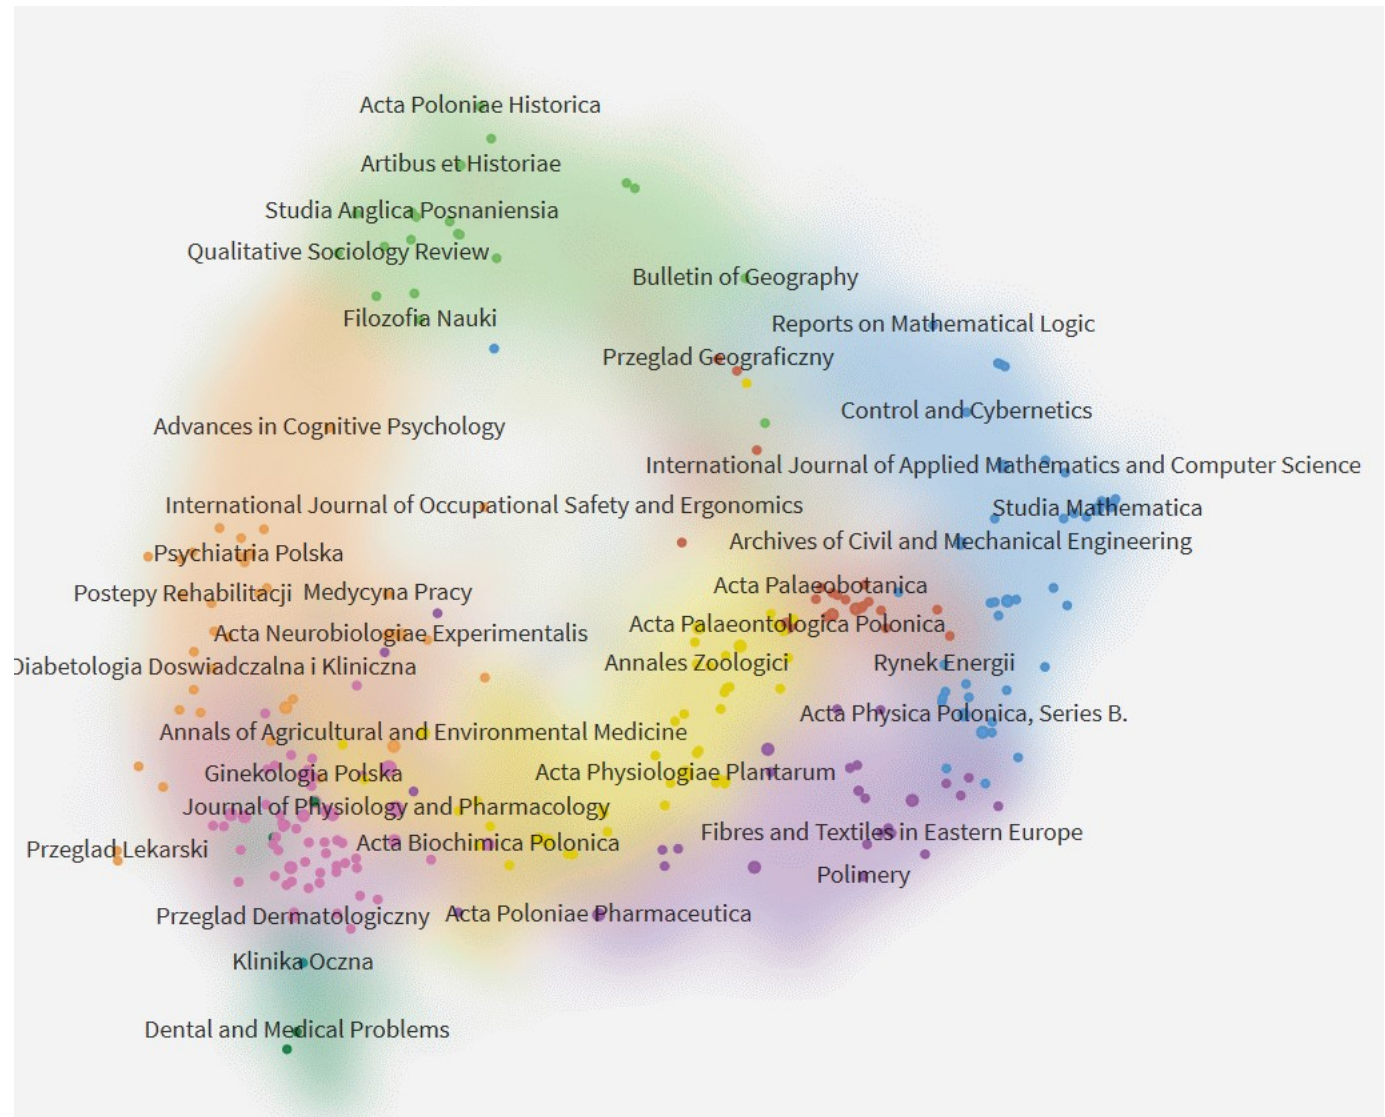 Acta Poloniae Historica
Artibus et Historiae
Studia Anglica Posnaniensia
Qualitative Sociology Review
Bulletin of Geography
Filozofia Nauki
Reports on Mathematical Logic
Przeglad Geograficzny
Control and Cybernetics
Advances in Cognitive Psychology
International Journal of Applied Mathematics and Computer Science
International Journal of Occupational Safety and Ergonomics
Studia Mathematica
Archives of Civil and Mechanical Engineering
Psychiatria Polska
Acta Palaeobotanica
Postepy Rehabilitacji
Medycyna Pracy
Acta Palaeontologica Polonica
Acta Neurobiologiae Experimentalis
Annales Zoologici
Rynek Energii
Diabetologia Doswiadczalna i Kliniczna
Acta Physica Polonica, Series B.
Annals of Agricultural and Environmental Medicine
Ginekologia Polska
Acta Physiologiae Plantarum
Journal of Physiology and Pharmacology
Fibres and Textiles in Eastern Europe
Acta Biochimica Polonica
Przeglad Lekarski
Polimery
Przeglad Dermatologiczny
Acta Poloniae Pharmaceutica
Klinika Oczna
Dental and Medical Problems